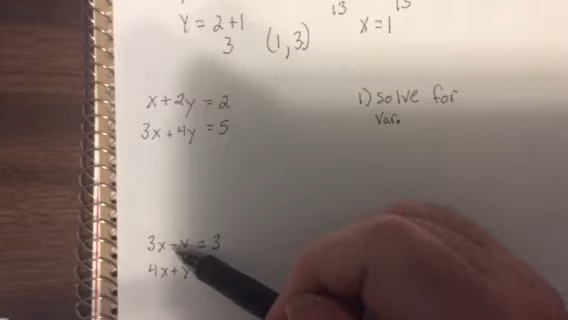 13 13
y = 2+1
3 (1,3) x=1
x+2y = 2
3x+4y = 5
1) solve for
var.
3x-y = 3
4x+y